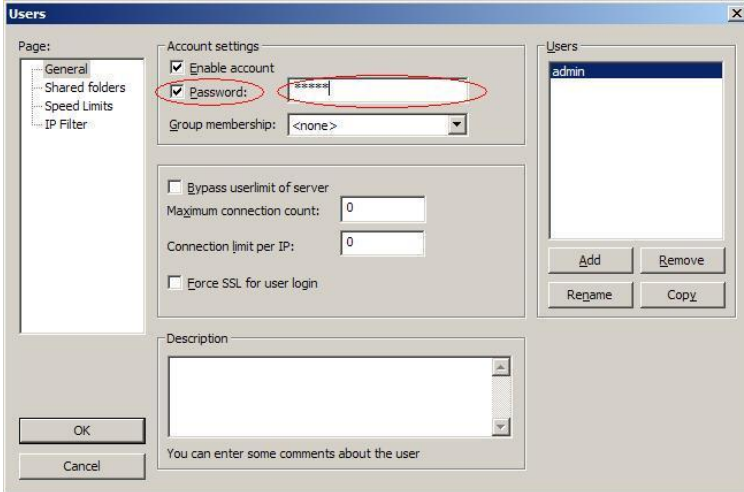 Users
Page:
General
Shared folders
Speed Limits
IP Filter
Account settings
Enable account
Password: *****
Group membership: <none>
Bypass userlimit of server
Maximum connection count: 0
Connection limit per IP: 0
Force SSL for user login
Description
You can enter some comments about the user
Users
admin
Add Remove
Rename Copy
OK
Cancel